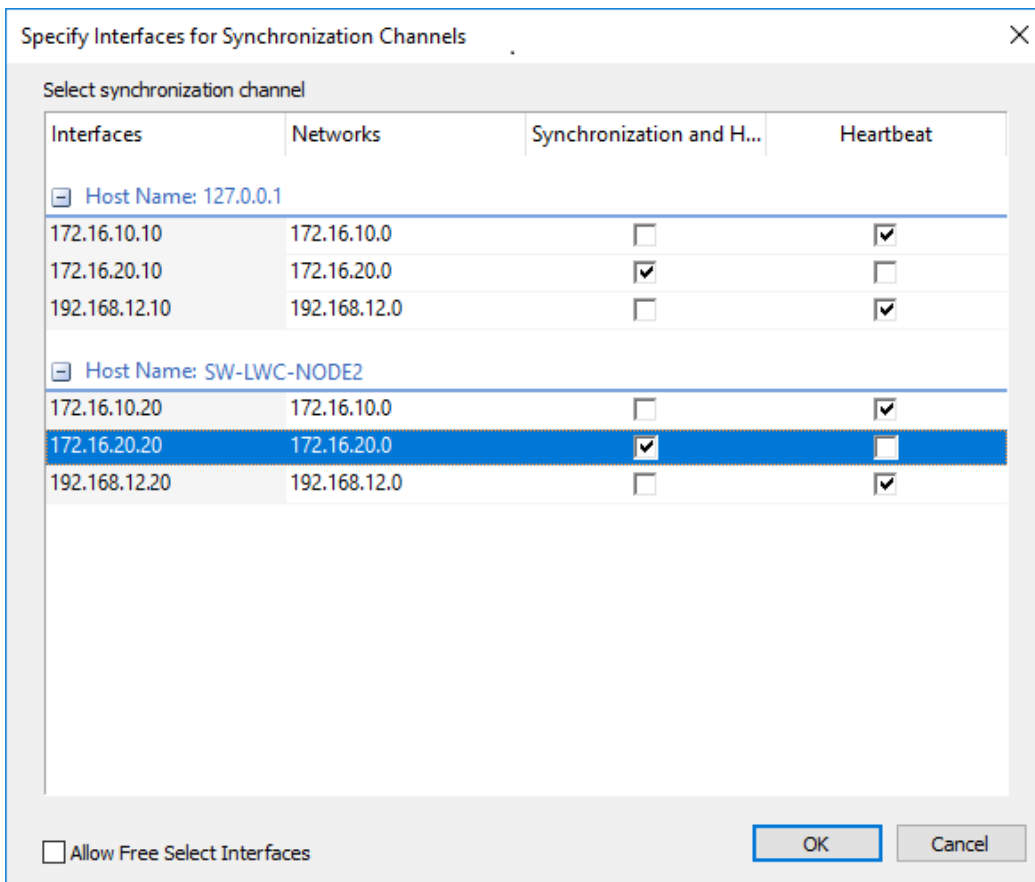 Specify Interfaces for Synchronization Channels
Select synchronization channel
Interfaces Networks Synchronization and H... Heartbeat
Host Name: 127.0.0.1
172.16.10.10 172.16.10.0
172.16.20.10 172.16.20.0
192.168.12.10 192.168.12.0
Host Name: SW-LWC-NODE2
172.16.10.20 172.16.10.0
172.16.20.20 172.16.20.0
192.168.12.20 192.168.12.0
Allow Free Select Interfaces OK Cancel